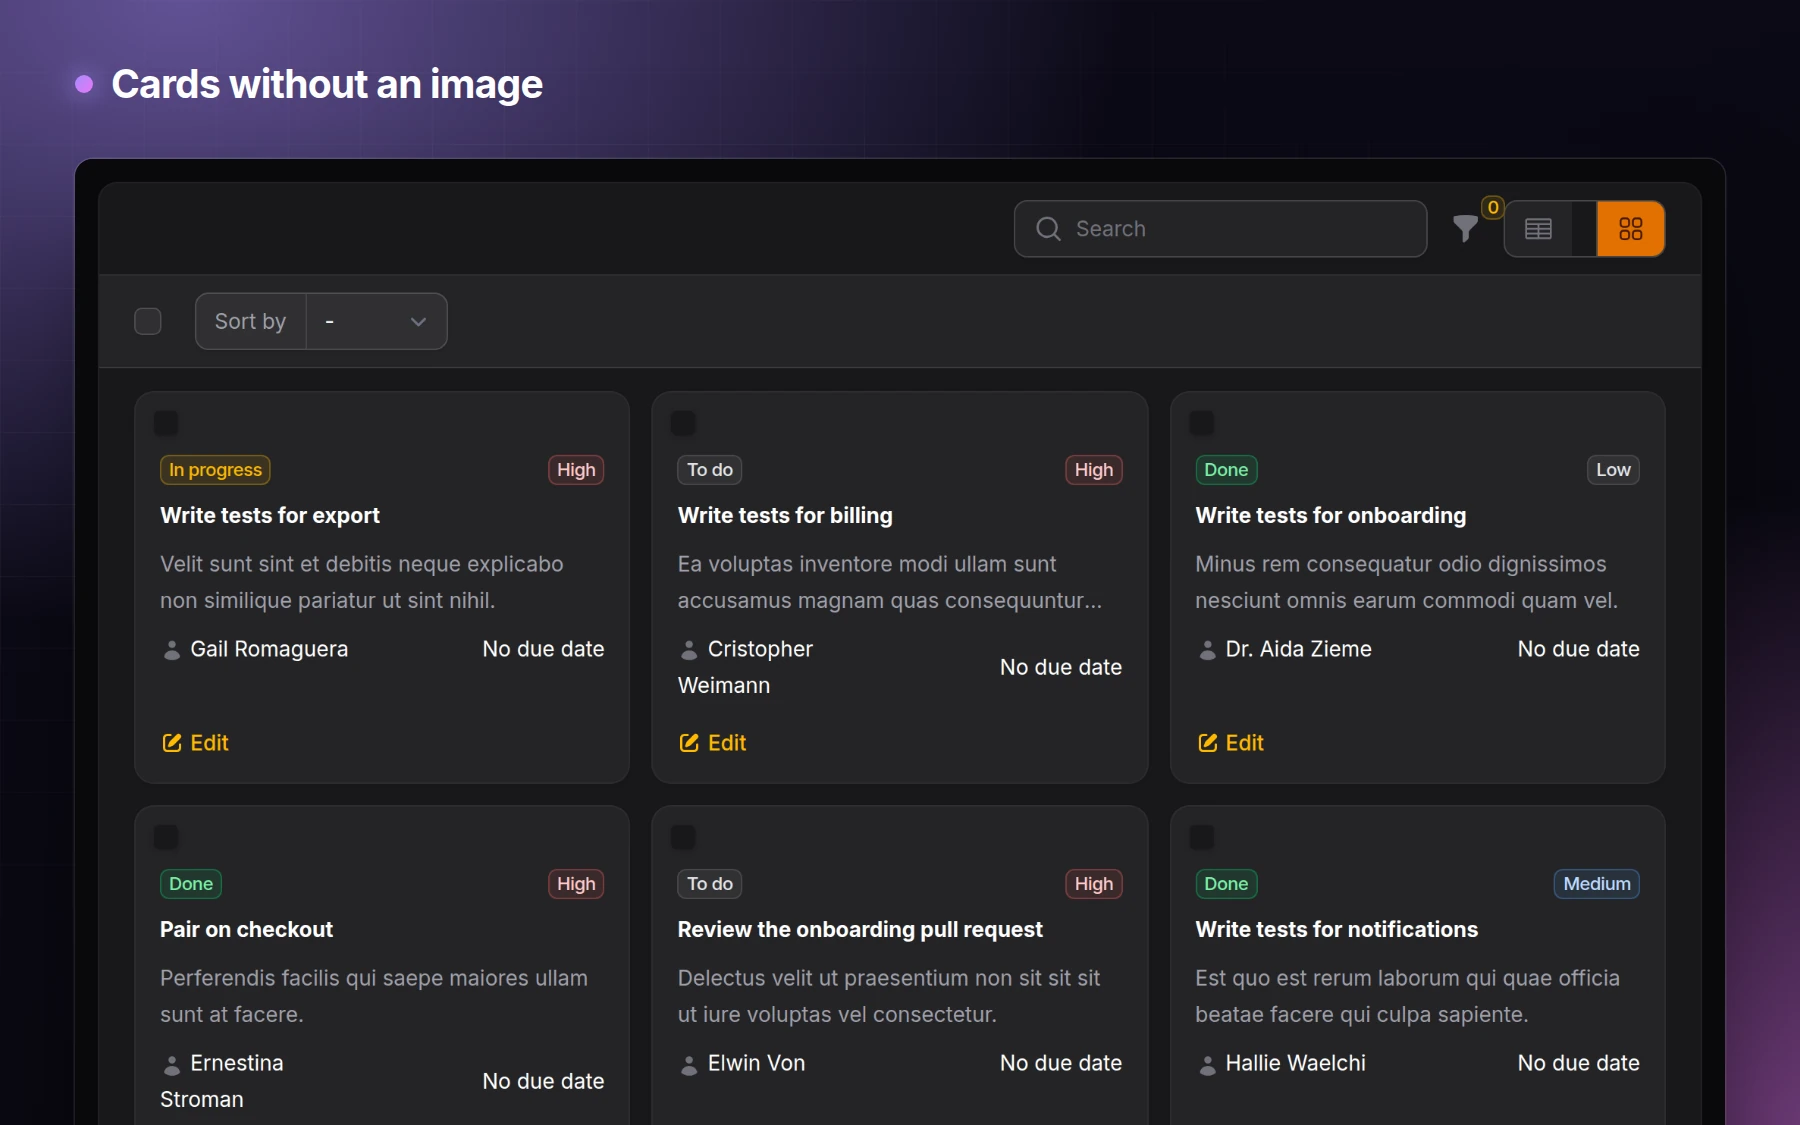 Cards without an image
Search
0
Sort by
-
In progress
High
Write tests for export
Velit sunt sint et debitis neque explicabo
non similique pariatur ut sint nihil.
Gail Romaguera
No due date
Edit
To do
High
Write tests for billing
Ea voluptas inventore modi ullam sunt
accusamus magnam quas consequuntur...
Cristopher
Weimann
No due date
Edit
Done
Low
Write tests for onboarding
Minus rem consequatur odio dignissimos
nesciunt omnis earum commodi quam vel.
Dr. Aida Zieme
No due date
Edit
Done
High
Pair on checkout
Perferendis facilis qui saepe maiores ullam
sunt at facere.
Ernestina
Stroman
No due date
To do
High
Review the onboarding pull request
Delectus velit ut praesentium non sit sit sit
ut iure voluptas vel consectetur.
Elwin Von
No due date
Done
Medium
Write tests for notifications
Est quo est rerum laborum qui quae officia
beatae facere qui culpa sapiente.
Hallie Waelchi
No due date